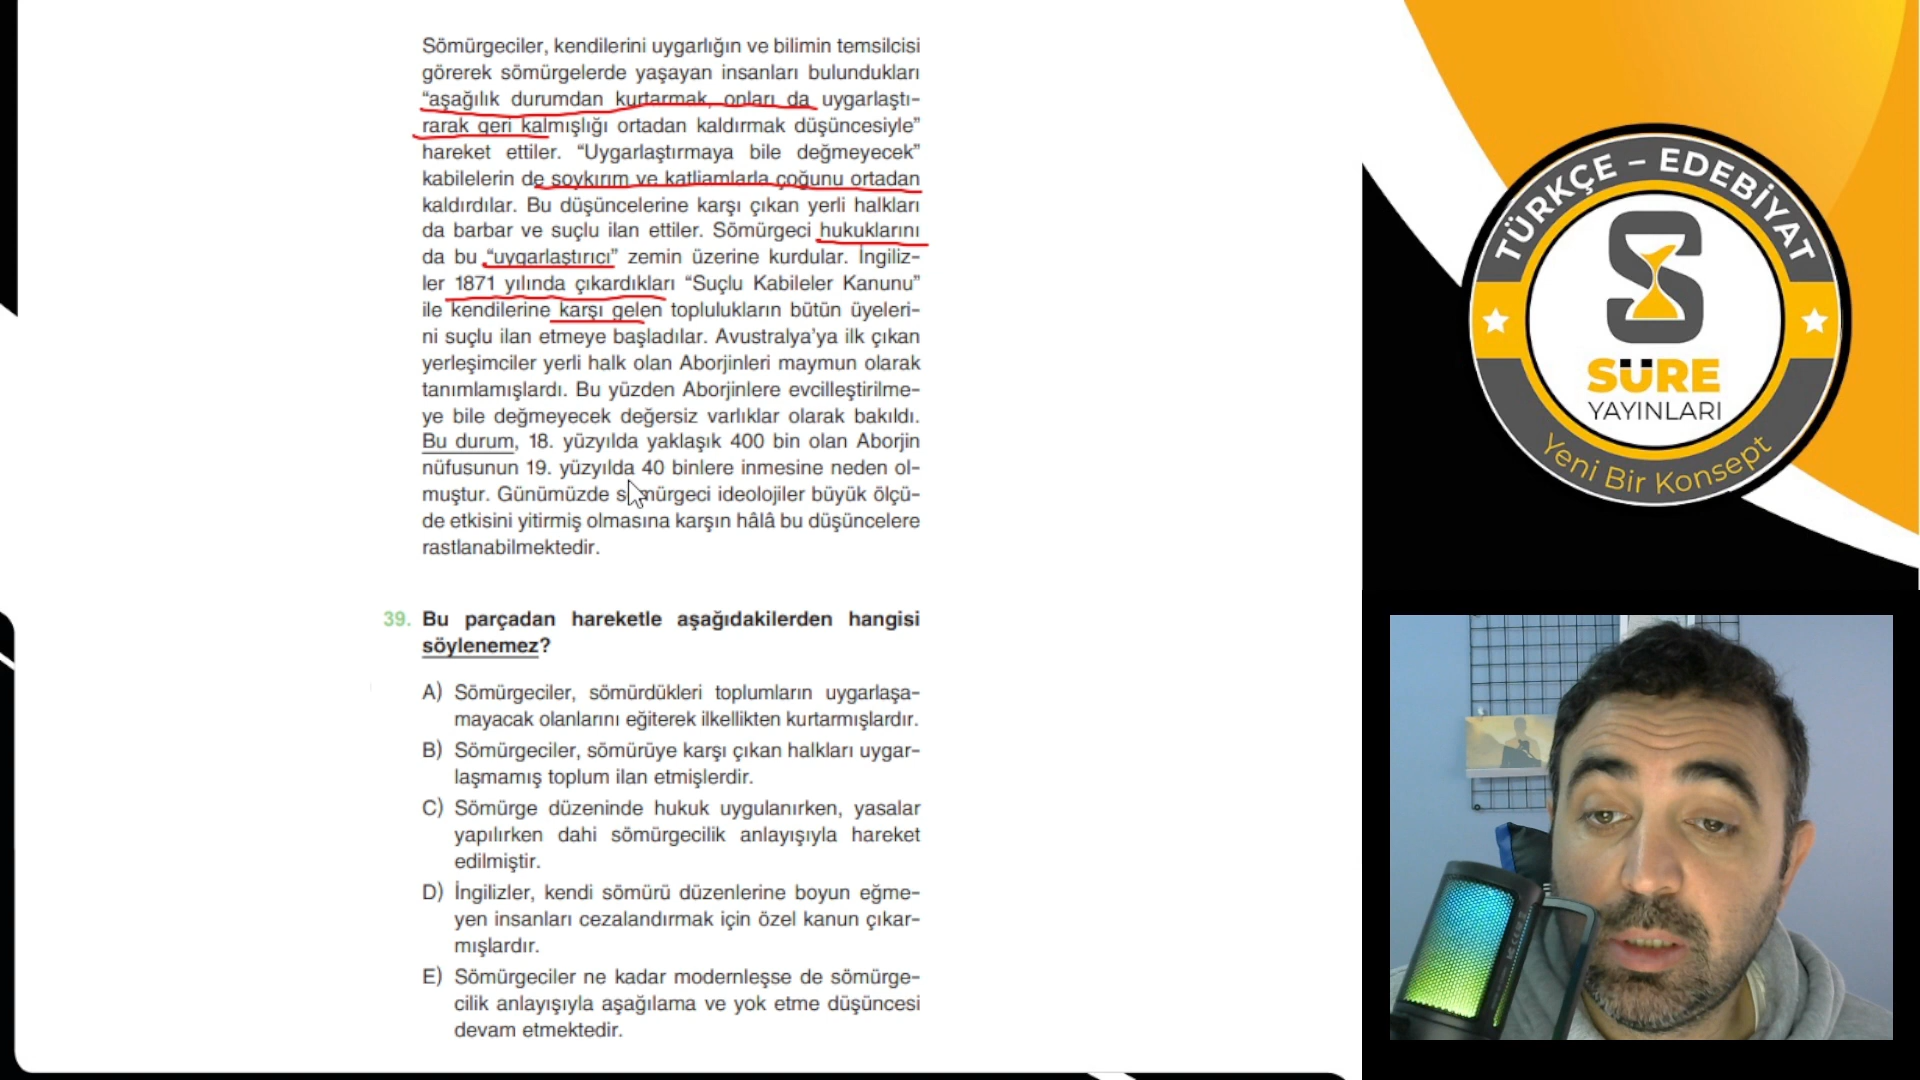 Sömürgeciler, kendilerini uygarlığın ve bilimin temsilcisi
görerek sömürgelerde yaşayan insanları bulundukları
“aşağılık durumdan kurtarmak, onları da uygarlaştı-
rarak geri kalmışlığı ortadan kaldırmak düşüncesiyle”
hareket ettiler. “Uygarlaştırmaya bile değmeyecek”
kabilelerin de soykırım ve katliamlarla çoğunu ortadan
kaldırdılar. Bu düşüncelerine karşı çıkan yerli halkları
da barbar ve suçlu ilan ettiler. Sömürgeci hukuklarını
da bu “uygarlaştırıcı” zemin üzerine kurdular. İngiliz-
ler 1871 yılında çıkardıkları “Suçlu Kabileler Kanunu”
ile kendilerine karşı gelen toplulukların bütün üyeleri-
ni suçlu ilan etmeye başladılar. Avustralya’ya ilk çıkan
yerleşimciler yerli halk olan Aborjinleri maymun olarak
tanımlamışlardı. Bu yüzden Aborjinlere evcilleştirilme-
ye bile değmeyecek değersiz varlıklar olarak bakıldı.
Bu durum, 18. yüzyılda yaklaşık 400 bin olan Aborjin
nüfusunun 19. yüzyılda 40 binlere inmesine neden ol-
muştur. Günümüzde sömürgeci ideolojiler büyük ölçü-
de etkisini yitirmiş olmasına karşın hâlâ bu düşüncelere
rastlanabilmektedir.
39. Bu parçadan hareketle aşağıdakilerden hangisi
söylenemez?
A) Sömürgeciler, sömürdükleri toplumların uygarlaşa-
mayacak olanlarını eğiterek ilkellikten kurtarmışlardır.
B) Sömürgeciler, sömürüye karşı çıkan halkları uygar-
laşmamış toplum ilan etmişlerdir.
C) Sömürge düzeninde hukuk uygulanırken, yasalar
yapılırken dahi sömürgecilik anlayışıyla hareket
edilmiştir.
D) İngilizler, kendi sömürü düzenlerine boyun eğme-
yen insanları cezalandırmak için özel kanun çıkar-
mışlardır.
E) Sömürgeciler ne kadar modernleşse de sömürge-
cilik anlayışıyla aşağılama ve yok etme düşüncesi
devam etmektedir.
TÜRKÇE – EDEBİYAT
SÜRE
YAYINLARI
Yeni Bir Konsept